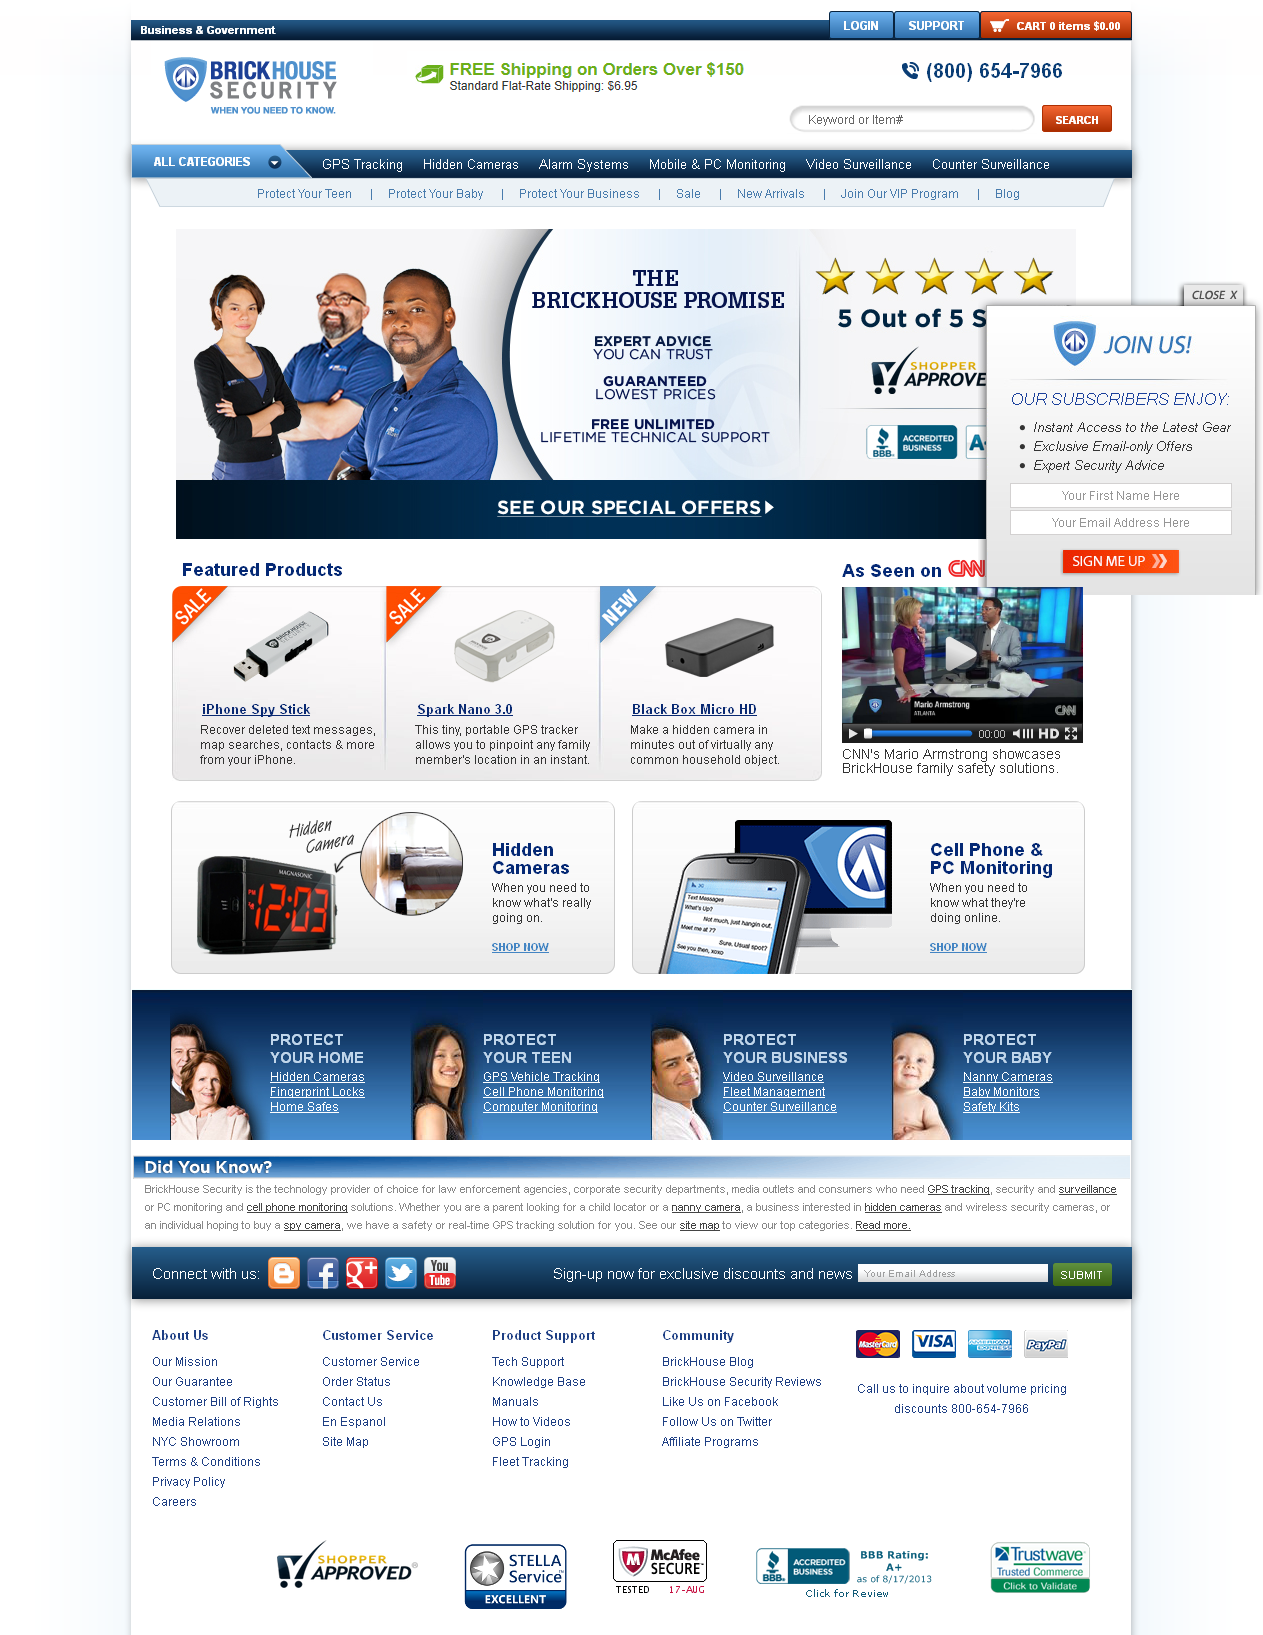 Business & Government
LOGIN
SUPPORT
CART 0 items $0.00
BRICKHOUSE
SECURITY
WHEN YOU NEED TO KNOW.
FREE Shipping on Orders Over $150
Standard Flat-Rate Shipping: $6.95
(800) 654-7966
Keyword or Item#
SEARCH
ALL CATEGORIES
GPS Tracking Hidden Cameras Alarm Systems Mobile & PC Monitoring Video Surveillance Counter Surveillance
Protect Your Teen | Protect Your Baby | Protect Your Business | Sale | New Arrivals | Join Our VIP Program | Blog
THE
BRICKHOUSE PROMISE
EXPERT ADVICE
YOU CAN TRUST
GUARANTEED
LOWEST PRICES
FREE UNLIMITED
LIFETIME TECHNICAL SUPPORT
5 Out of 5 S
SHOPPER
APPROVE
BBB.
ACCREDITED
BUSINESS
A+
SEE OUR SPECIAL OFFERS
CLOSE X
JOIN US!
OUR SUBSCRIBERS ENJOY:
• Instant Access to the Latest Gear
• Exclusive Email-only Offers
• Expert Security Advice
Your First Name Here
Your Email Address Here
SIGN ME UP
Featured Products
SALE
BRICKHOUSE
SECURITY
iPhone Spy Stick
Recover deleted text messages,
map searches, contacts & more
from your iPhone.
SALE
Spark Nano 3.0
This tiny, portable GPS tracker
allows you to pinpoint any family
member's location in an instant.
NEW
Black Box Micro HD
Make a hidden camera in
minutes out of virtually any
common household object.
As Seen on CNN
Mario Armstrong
ATLANTA
CNN
00:00
HD
CNN's Mario Armstrong showcases
BrickHouse family safety solutions.
Hidden
Camera
MAGNASONIC
12:03
Hidden
Cameras
When you need to
know what's really
going on.
SHOP NOW
3G
Text Messages
What's Up?
Not much, just hangin out.
Meet me at 7?
Sure. Usual spot?
See you then, xoxo
Cell Phone &
PC Monitoring
When you need to
know what they're
doing online.
SHOP NOW
PROTECT
YOUR HOME
Hidden Cameras
Fingerprint Locks
Home Safes
PROTECT
YOUR TEEN
GPS Vehicle Tracking
Cell Phone Monitoring
Computer Monitoring
PROTECT
YOUR BUSINESS
Video Surveillance
Fleet Management
Counter Surveillance
PROTECT
YOUR BABY
Nanny Cameras
Baby Monitors
Safety Kits
Did You Know?
BrickHouse Security is the technology provider of choice for law enforcement agencies, corporate security departments, media outlets and consumers who need GPS tracking, security and surveillance
or PC monitoring and cell phone monitoring solutions. Whether you are a parent looking for a child locator or a nanny camera, a business interested in hidden cameras and wireless security cameras, or
an individual hoping to buy a spy camera, we have a safety or real-time GPS tracking solution for you. See our site map to view our top categories. Read more.
Connect with us:
You
Tube
Sign-up now for exclusive discounts and news
Your Email Address
SUBMIT
About Us
Our Mission
Our Guarantee
Customer Bill of Rights
Media Relations
NYC Showroom
Terms & Conditions
Privacy Policy
Careers
Customer Service
Customer Service
Order Status
Contact Us
En Espanol
Site Map
Product Support
Tech Support
Knowledge Base
Manuals
How to Videos
GPS Login
Fleet Tracking
Community
BrickHouse Blog
BrickHouse Security Reviews
Like Us on Facebook
Follow Us on Twitter
Affiliate Programs
MasterCard
VISA
AMERICAN EXPRESS
PayPal
Call us to inquire about volume pricing
discounts 800-654-7966
SHOPPER
APPROVED
STELLA
Service
EXCELLENT
McAfee
SECURE
TESTED 17-AUG
BBB.
ACCREDITED
BUSINESS
BBB Rating:
A+
as of 8/17/2013
Click for Review
Trustwave
Trusted Commerce
Click to Validate